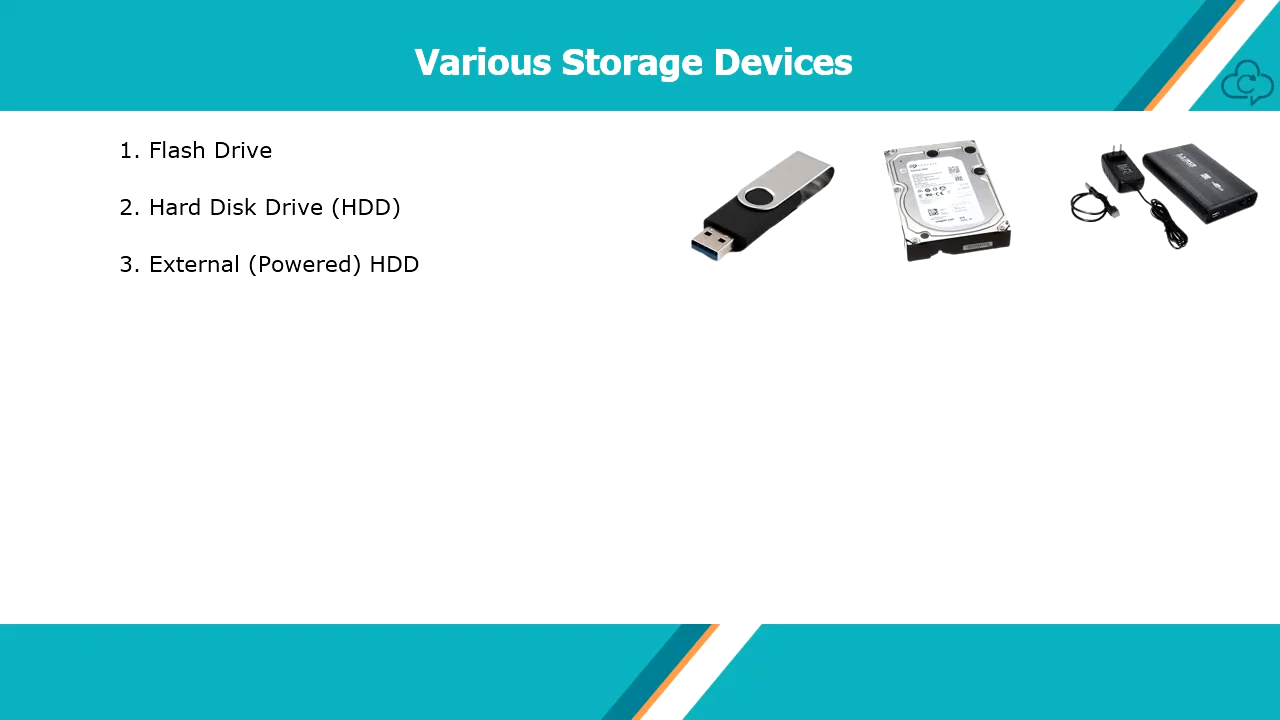 Various Storage Devices
1. Flash Drive
2. Hard Disk Drive (HDD)
3. External (Powered) HDD